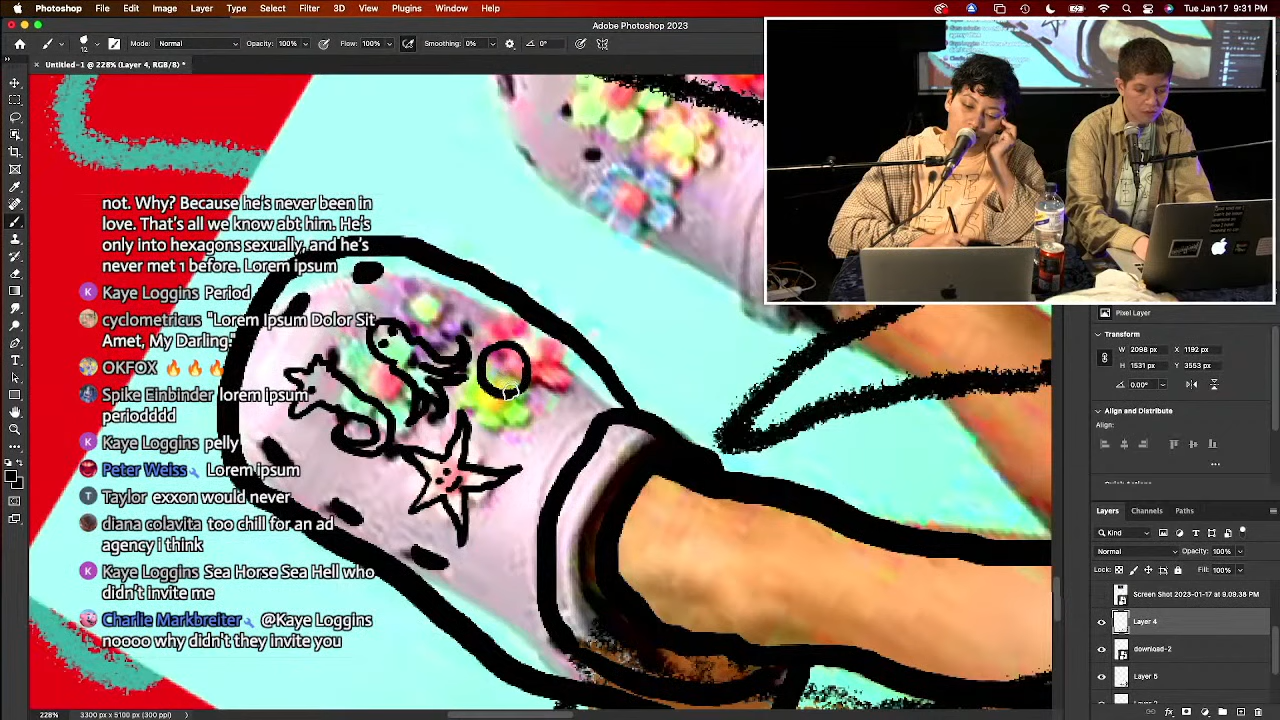 Photoshop File Edit Image Layer Type Select Filter 3D View Plugins Window Help
Tue Jan 17 9:31 PM
Adobe Photoshop 2023
Mode: Normal
100%
0%
0°
Untitled-1 @ 228% (Layer 4, RGB/8) *
not. Why? Because he's never been in
love. That's all we know abt him. He's
only into hexagons sexually, and he's
never met 1 before. Lorem ipsum
K Kaye Loggins Period
cyclometricus "Lorem Ipsum Dolor Sit
Amet, My Darling."
OKFOX 🔥 🔥 🔥
Spike Einbinder lorem ipsum
periodddd
K Kaye Loggins pelly
Peter Weiss Lorem ipsum
T Taylor exxon would never
diana colavita too chill for an ad
agency i think
K Kaye Loggins Sea Horse Sea Hell who
didn't invite me
Charlie Markbreiter @Kaye Loggins
noooo why didn't they invite you
Pixel Layer
Transform
W 2098 px X 1192 px
H 1531 px Y 3553 px
0.00°
Align and Distribute
Align:
Layers Channels Paths
Kind
Normal Opacity: 100%
Lock: Fill: 100%
Screen Shot 2023-01-17 at 9.09.38 PM
Layer 4
download-2
Layer 5
228% 3300 px x 5100 px (300 ppi)